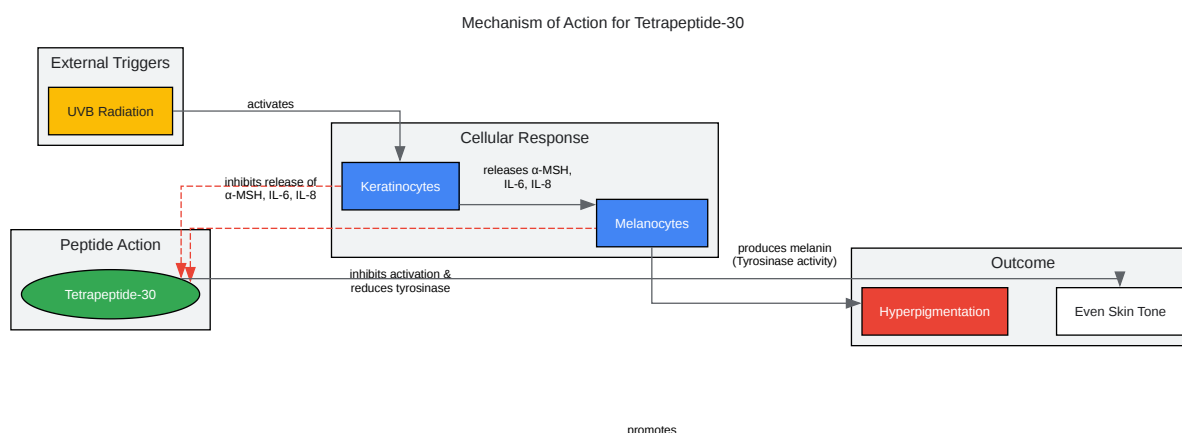 Mechanism of Action for Tetrapeptide-30
External Triggers
UVB Radiation
activates
Cellular Response
Keratinocytes
releases α-MSH,
IL-6, IL-8
inhibits release of
α-MSH, IL-6, IL-8
Melanocytes
Peptide Action
Tetrapeptide-30
inhibits activation &
reduces tyrosinase
produces melanin
(Tyrosinase activity)
Outcome
Hyperpigmentation
Even Skin Tone
promotes